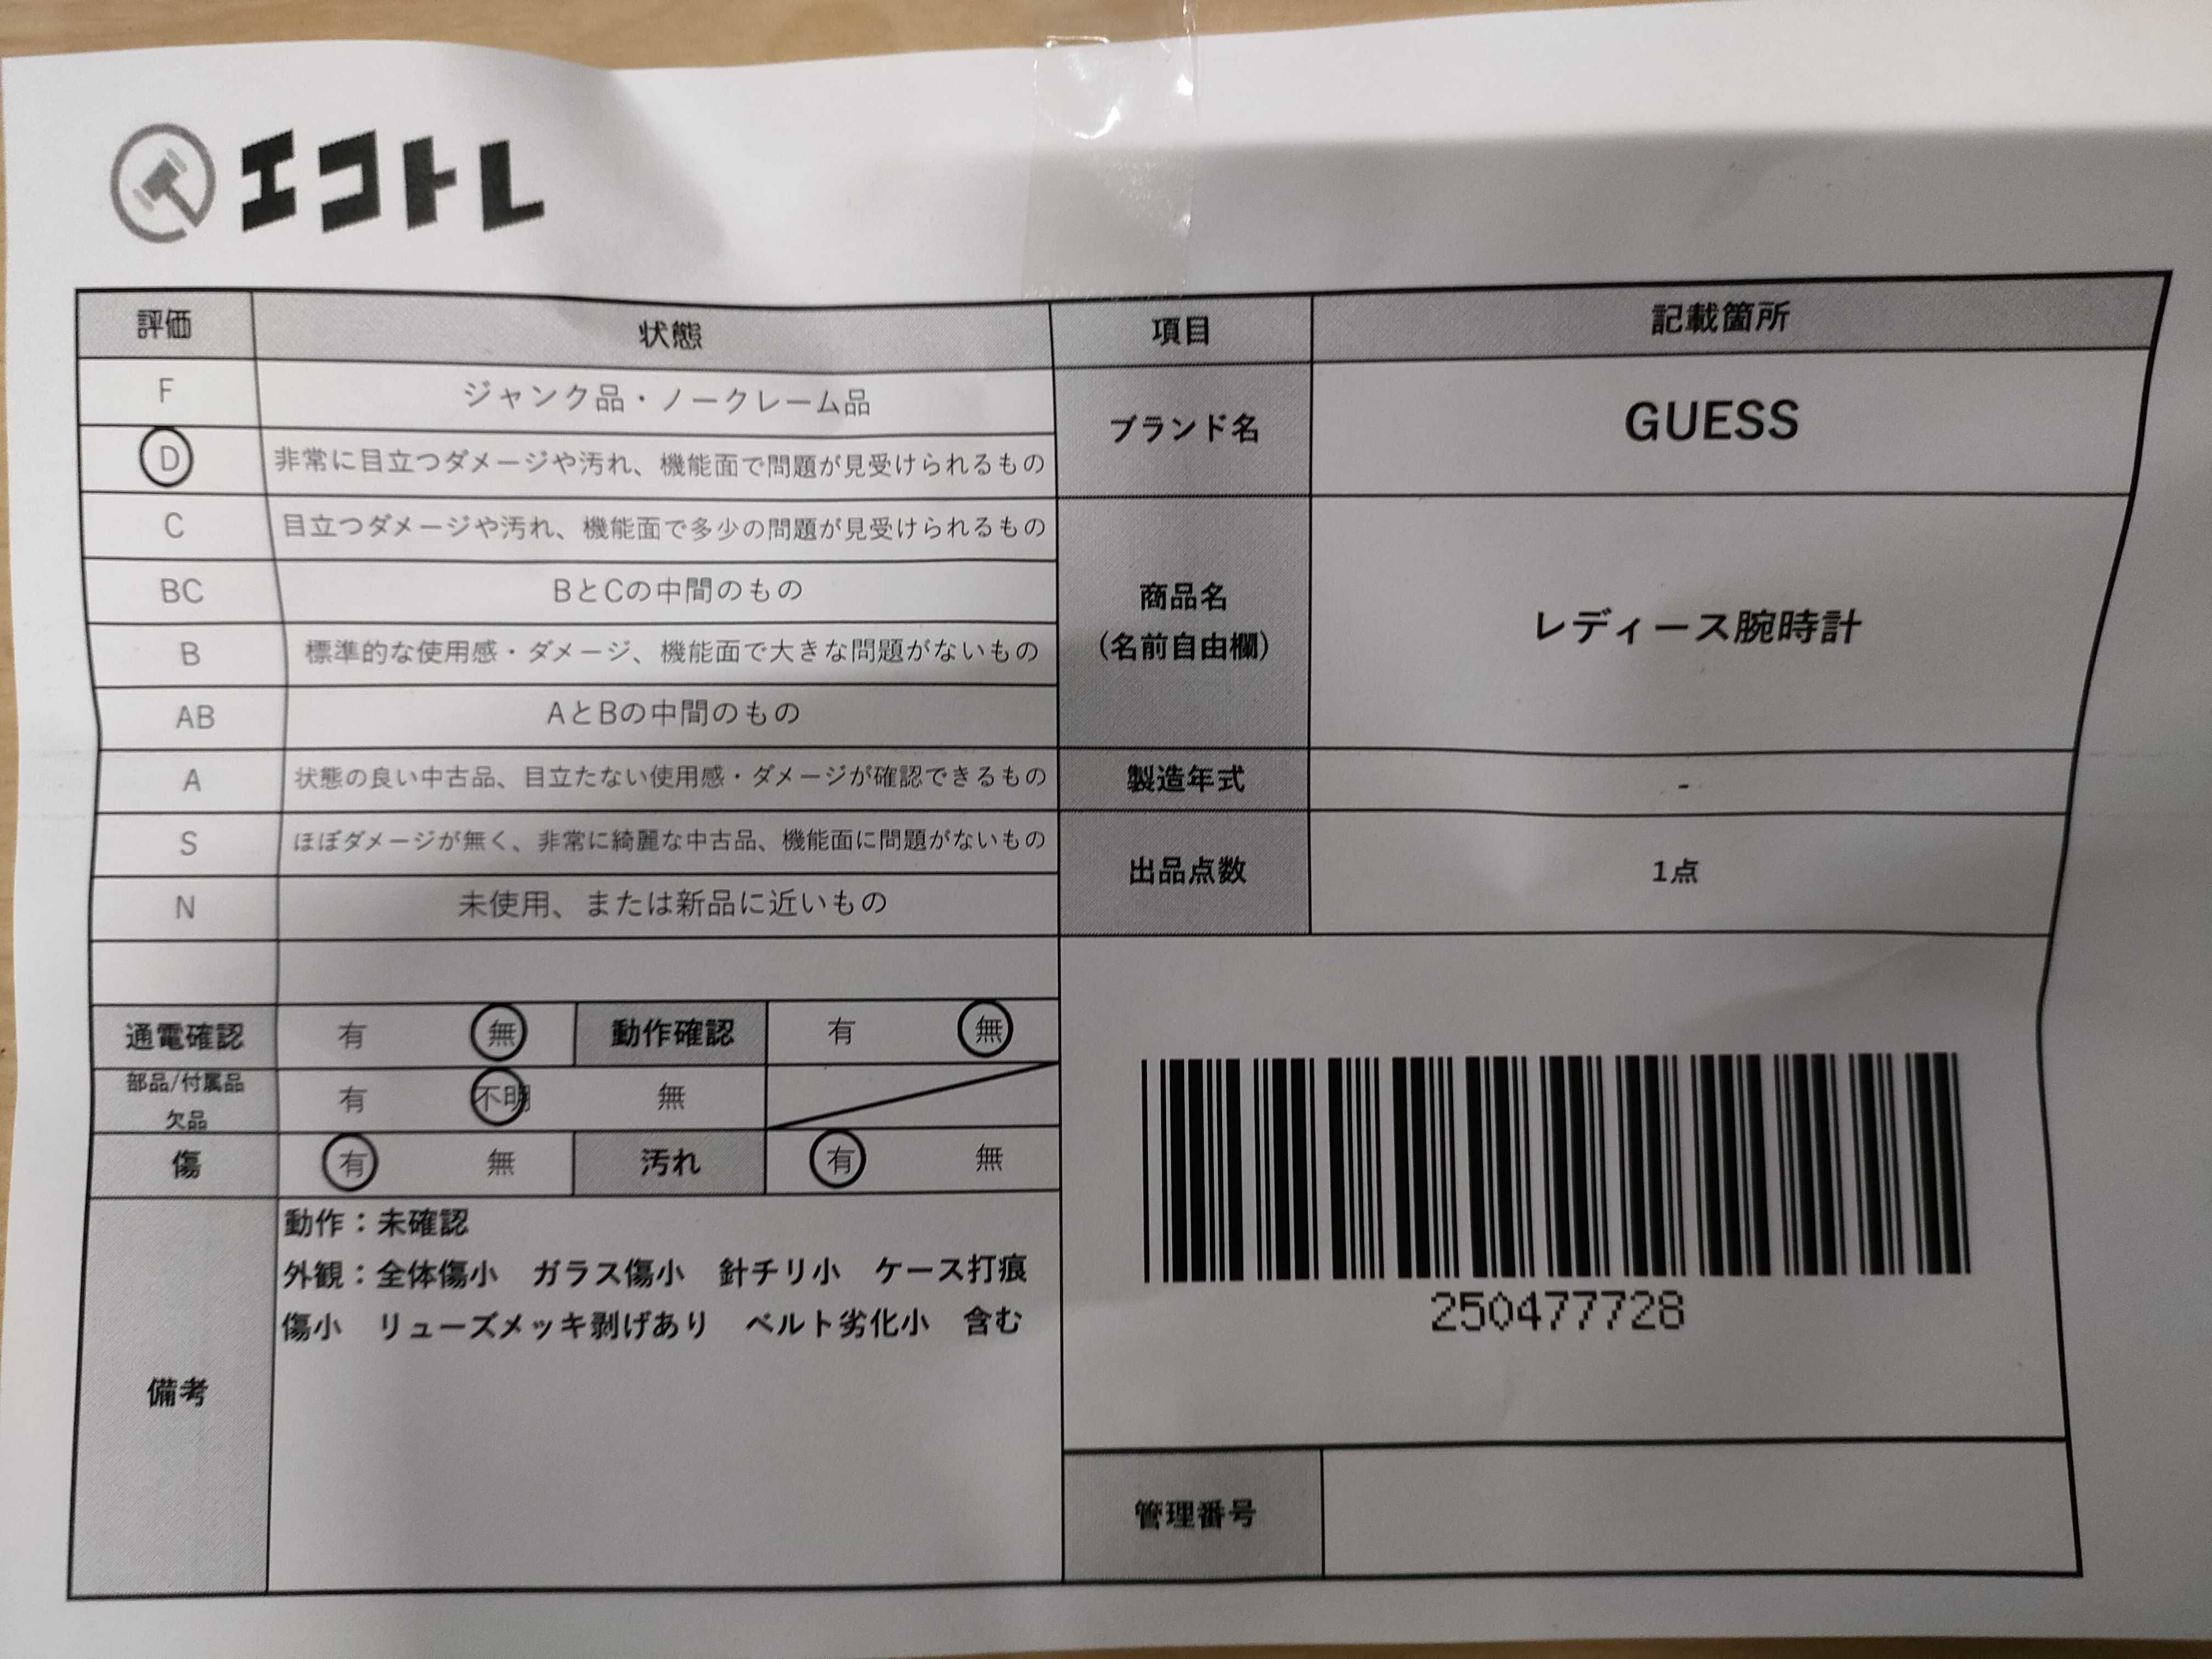 エコトレ
評価 状態 項目 記載箇所
F ジャンク品・ノークレーム品
ブランド名 GUESS
D 非常に目立つダメージや汚れ、機能面で問題が見受けられるもの
C 目立つダメージや汚れ、機能面で多少の問題が見受けられるもの
BC BとCの中間のもの
商品名
(名前自由欄)
レディース腕時計
B 標準的な使用感・ダメージ、機能面で大きな問題がないもの
AB AとBの中間のもの
A 状態の良い中古品、目立たない使用感・ダメージが確認できるもの
製造年式 -
S ほぼダメージが無く、非常に綺麗な中古品、機能面に問題がないもの
出品点数 1点
N 未使用、または新品に近いもの
通電確認 有 無 動作確認 有 無
部品/付属品
欠品
有 不明 無
傷 有 無 汚れ 有 無
備考
動作：未確認
外観：全体傷小 ガラス傷小 針チリ小 ケース打痕
傷小 リューズメッキ剥げあり ベルト劣化小 含む
250477728
管理番号